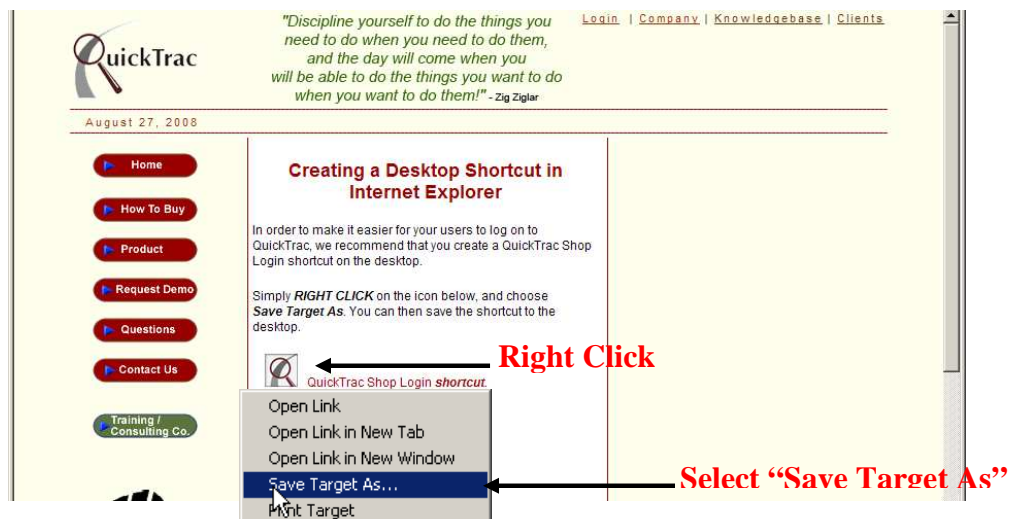 "Discipline yourself to do the things you
need to do when you need to do them,
and the day will come when you
will be able to do the things you want to do
when you want to do them!" - Zig Ziglar
Login | Company | Knowledgebase | Clients
QuickTrac
August 27, 2008
Home
How To Buy
Product
Request Demo
Questions
Contact Us
Training /
Consulting Co.
Creating a Desktop Shortcut in
Internet Explorer
In order to make it easier for your users to log on to
QuickTrac, we recommend that you create a QuickTrac Shop
Login shortcut on the desktop.
Simply RIGHT CLICK on the icon below, and choose
Save Target As. You can then save the shortcut to the
desktop.
Right Click
QuickTrac Shop Login shortcut.
Open Link
Open Link in New Tab
Open Link in New Window
Save Target As...
Print Target
Select “Save Target As”